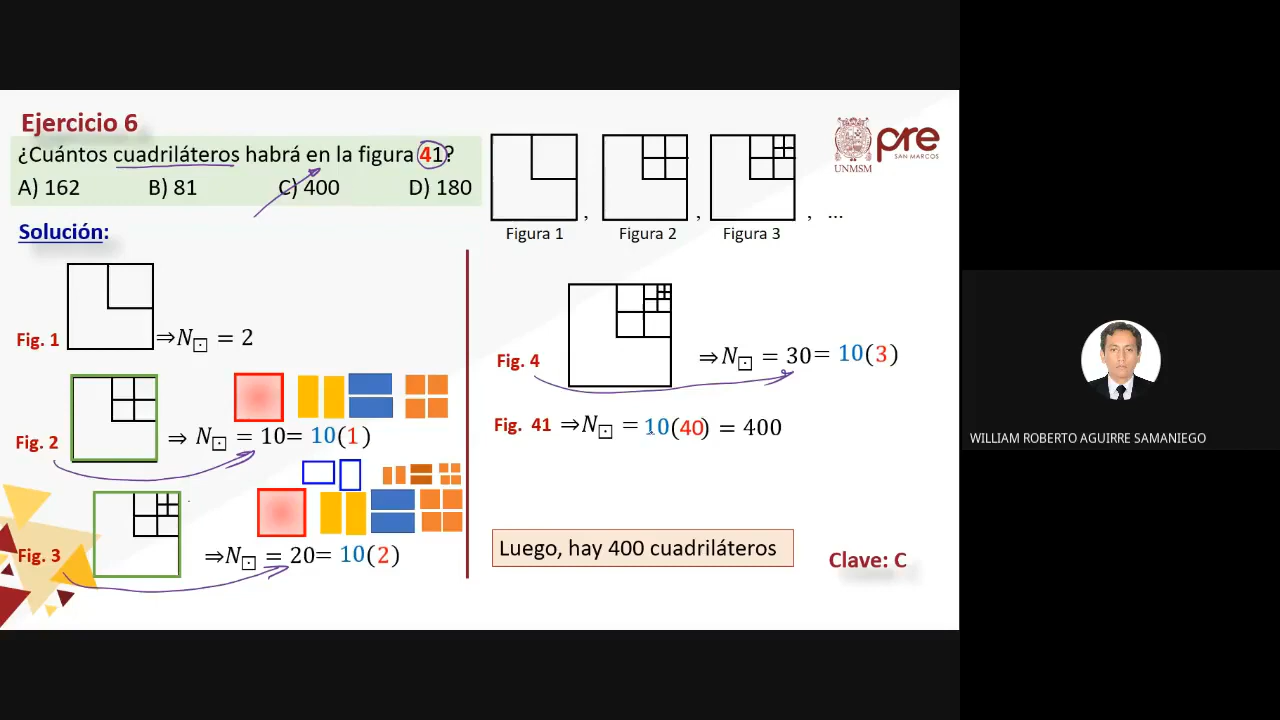 Ejercicio 6
¿Cuántos cuadriláteros habrá en la figura 41?
A) 162 B) 81 C) 400 D) 180
Figura 1 , Figura 2 , Figura 3 , ...
UNMSM
pre
SAN MARCOS
Solución:
Fig. 1 ⇒N⊡ = 2
Fig. 2 ⇒ N⊡ = 10= 10(1)
Fig. 3 ⇒N⊡ = 20= 10(2)
Fig. 4 ⇒N⊡ = 30= 10(3)
Fig. 41 ⇒N⊡ = 10(40) = 400
Luego, hay 400 cuadriláteros
Clave: C
WILLIAM ROBERTO AGUIRRE SAMANIEGO